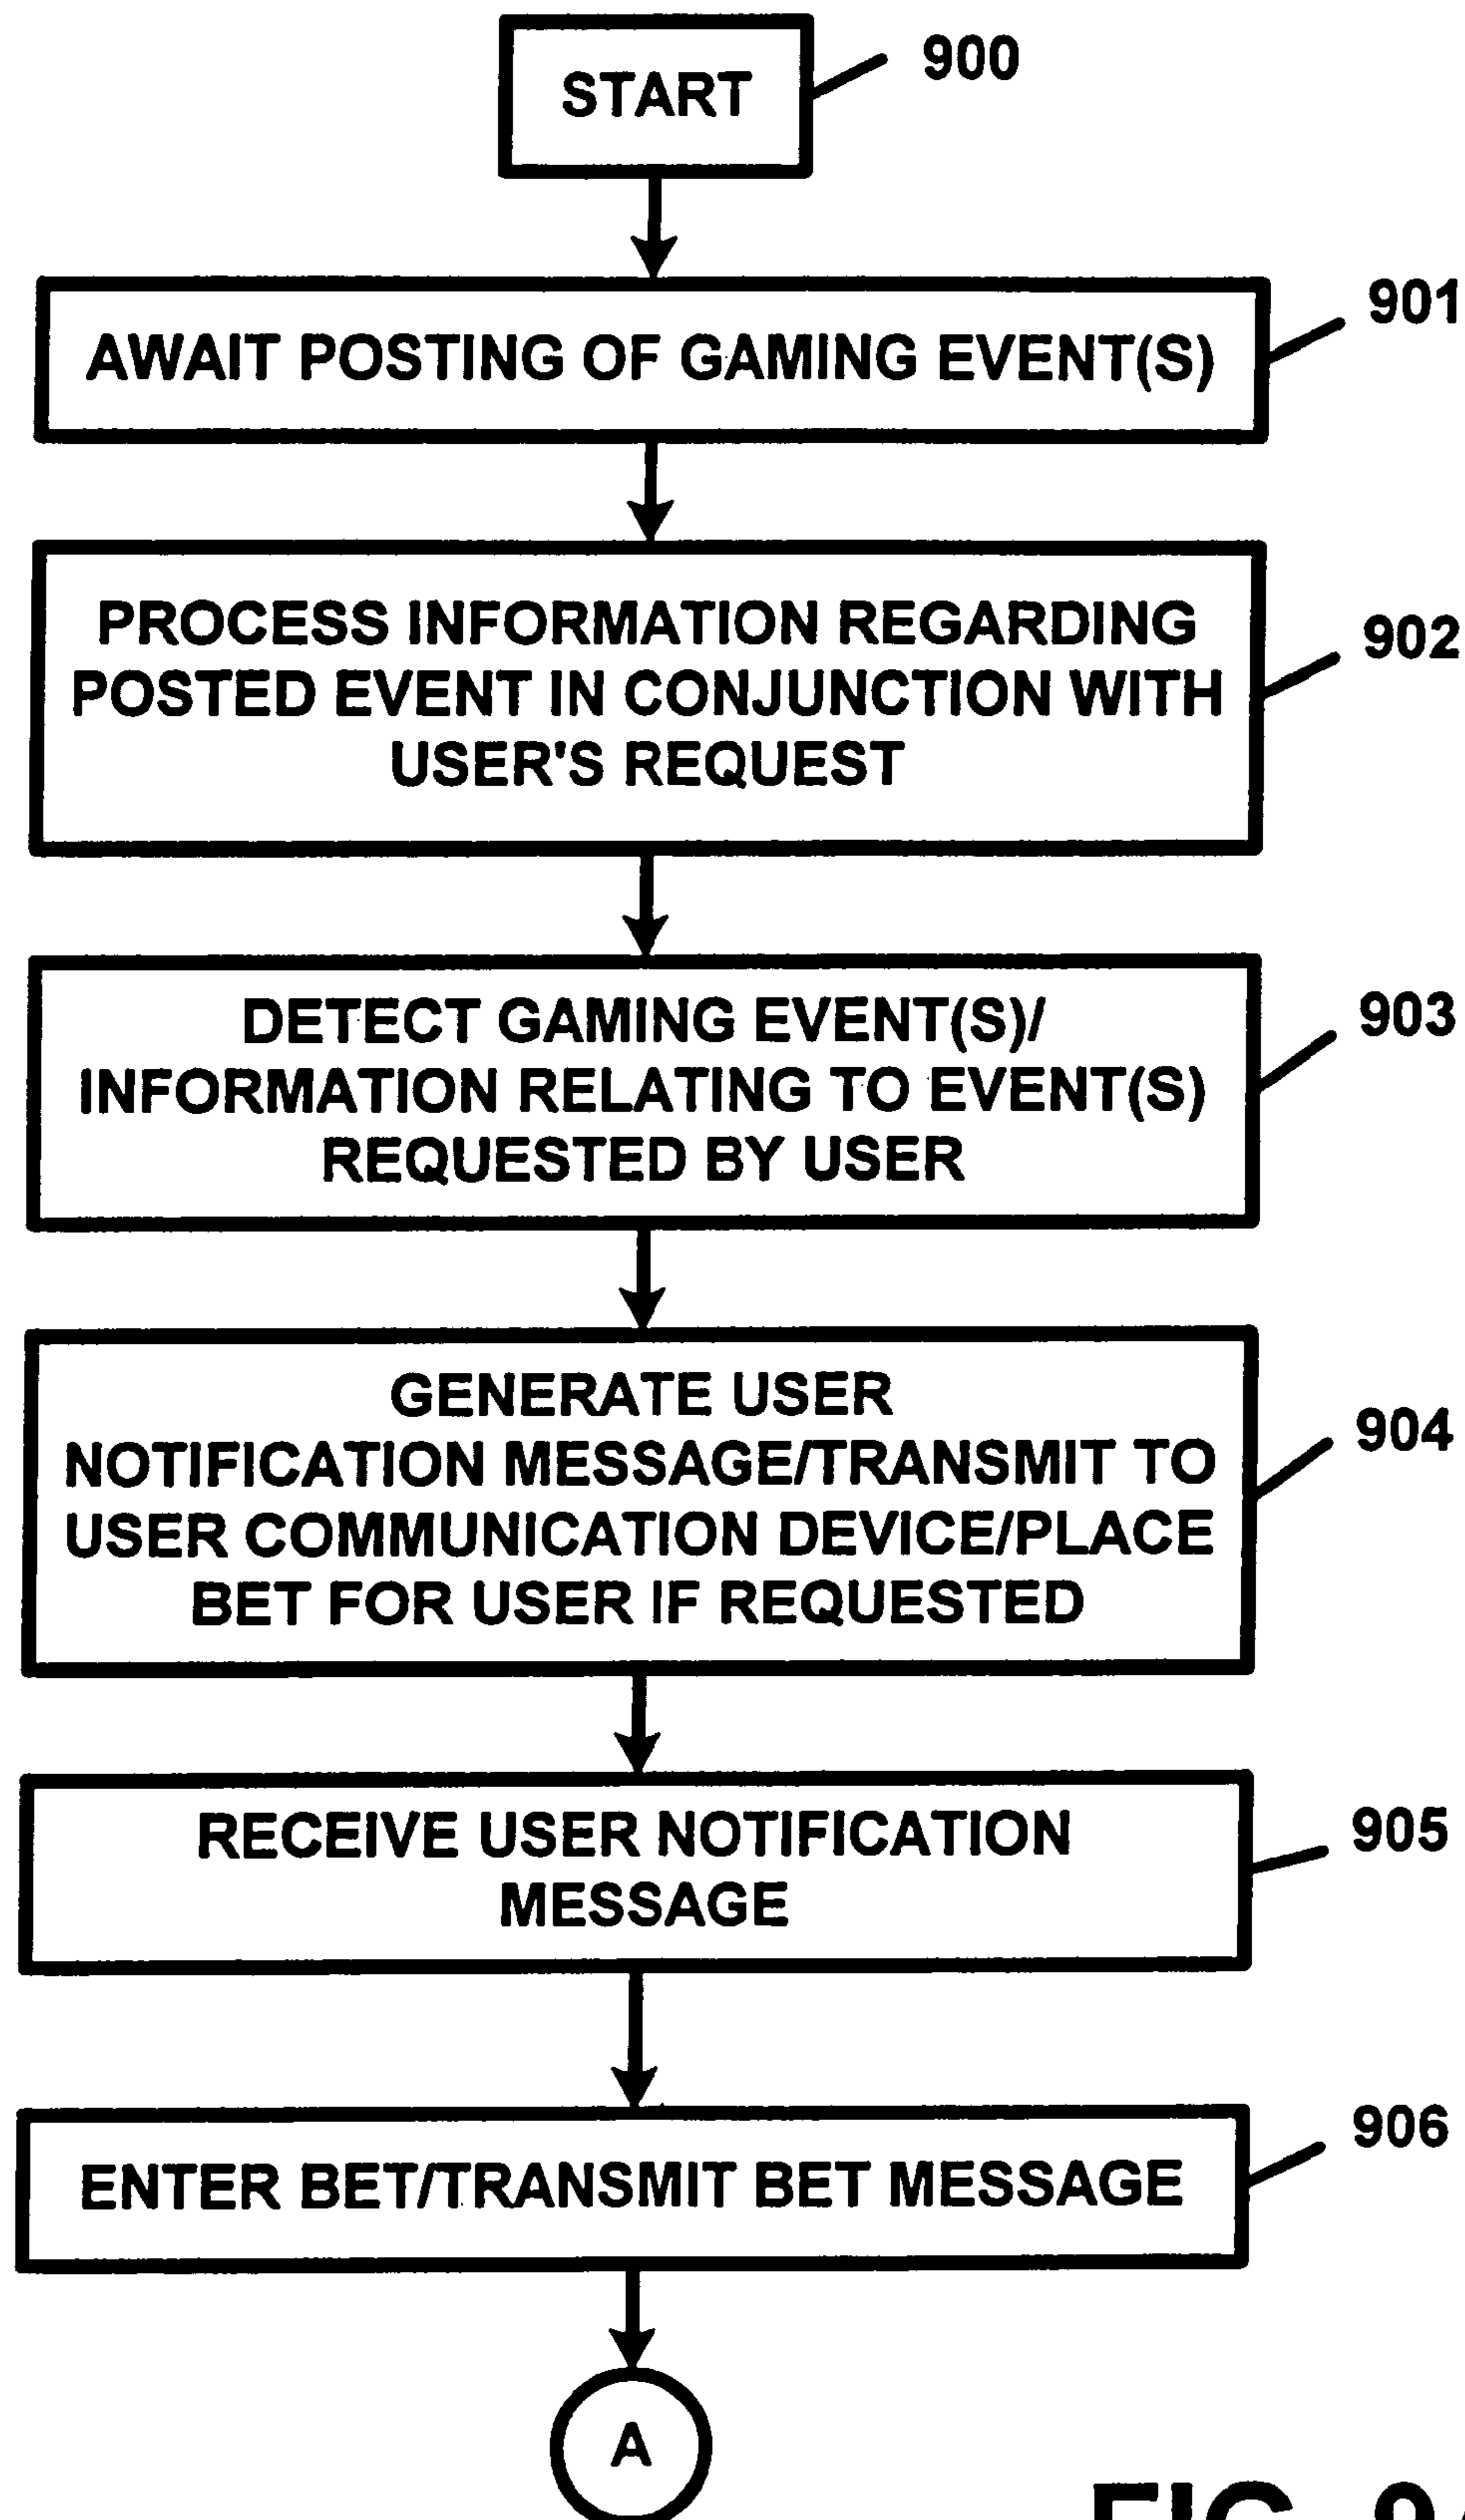 START
900
AWAIT POSTING OF GAMING EVENT(S)
901
PROCESS INFORMATION REGARDING
POSTED EVENT IN CONJUNCTION WITH
USER'S REQUEST
902
DETECT GAMING EVENT(S)/
INFORMATION RELATING TO EVENT(S)
REQUESTED BY USER
903
GENERATE USER
NOTIFICATION MESSAGE/TRANSMIT TO
USER COMMUNICATION DEVICE/PLACE
BET FOR USER IF REQUESTED
904
RECEIVE USER NOTIFICATION
MESSAGE
905
ENTER BET/TRANSMIT BET MESSAGE
906
A